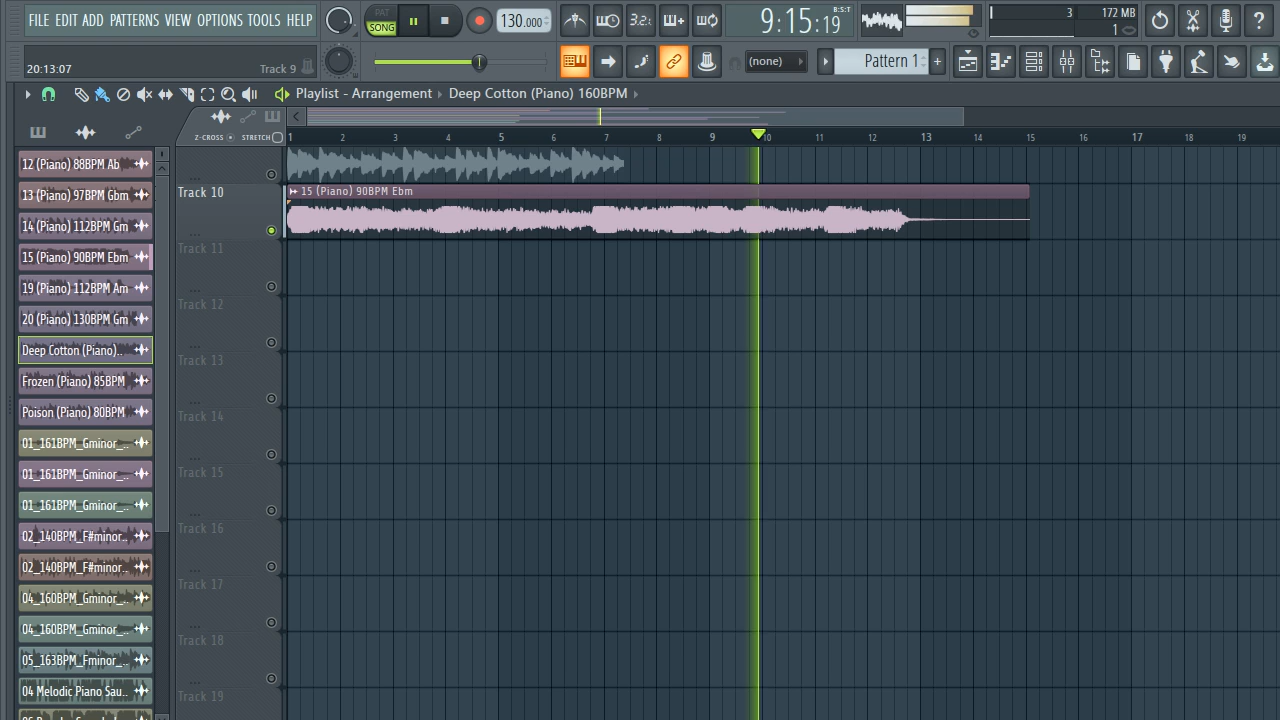 FILE EDIT ADD PATTERNS VIEW OPTIONS TOOLS HELP
PAT
SONG
130.000
3.2.
9:15:19
B:S:T
3
172 MB
1
20:13:07
Track 9
(none)
Pattern 1
Playlist - Arrangement › Deep Cotton (Piano) 160BPM ›
Z-CROSS STRETCH
1 2 3 4 5 6 7 8 9 10 11 12 13 14 15 16 17 18 19
12 (Piano) 88BPM Ab
13 (Piano) 97BPM Gbm
14 (Piano) 112BPM Gm
15 (Piano) 90BPM Ebm
19 (Piano) 112BPM Am
20 (Piano) 130BPM Gm
Deep Cotton (Piano)..
Frozen (Piano) 85BPM
Poison (Piano) 80BPM
01_161BPM_Gminor_..
01_161BPM_Gminor_..
01_161BPM_Gminor_..
02_140BPM_F#minor..
02_140BPM_F#minor..
04_160BPM_Gminor_..
04_160BPM_Gminor_..
05_163BPM_Fminor_..
04 Melodic Piano Sau..
Track 10
15 (Piano) 90BPM Ebm
Track 11
Track 12
Track 13
Track 14
Track 15
Track 16
Track 17
Track 18
Track 19